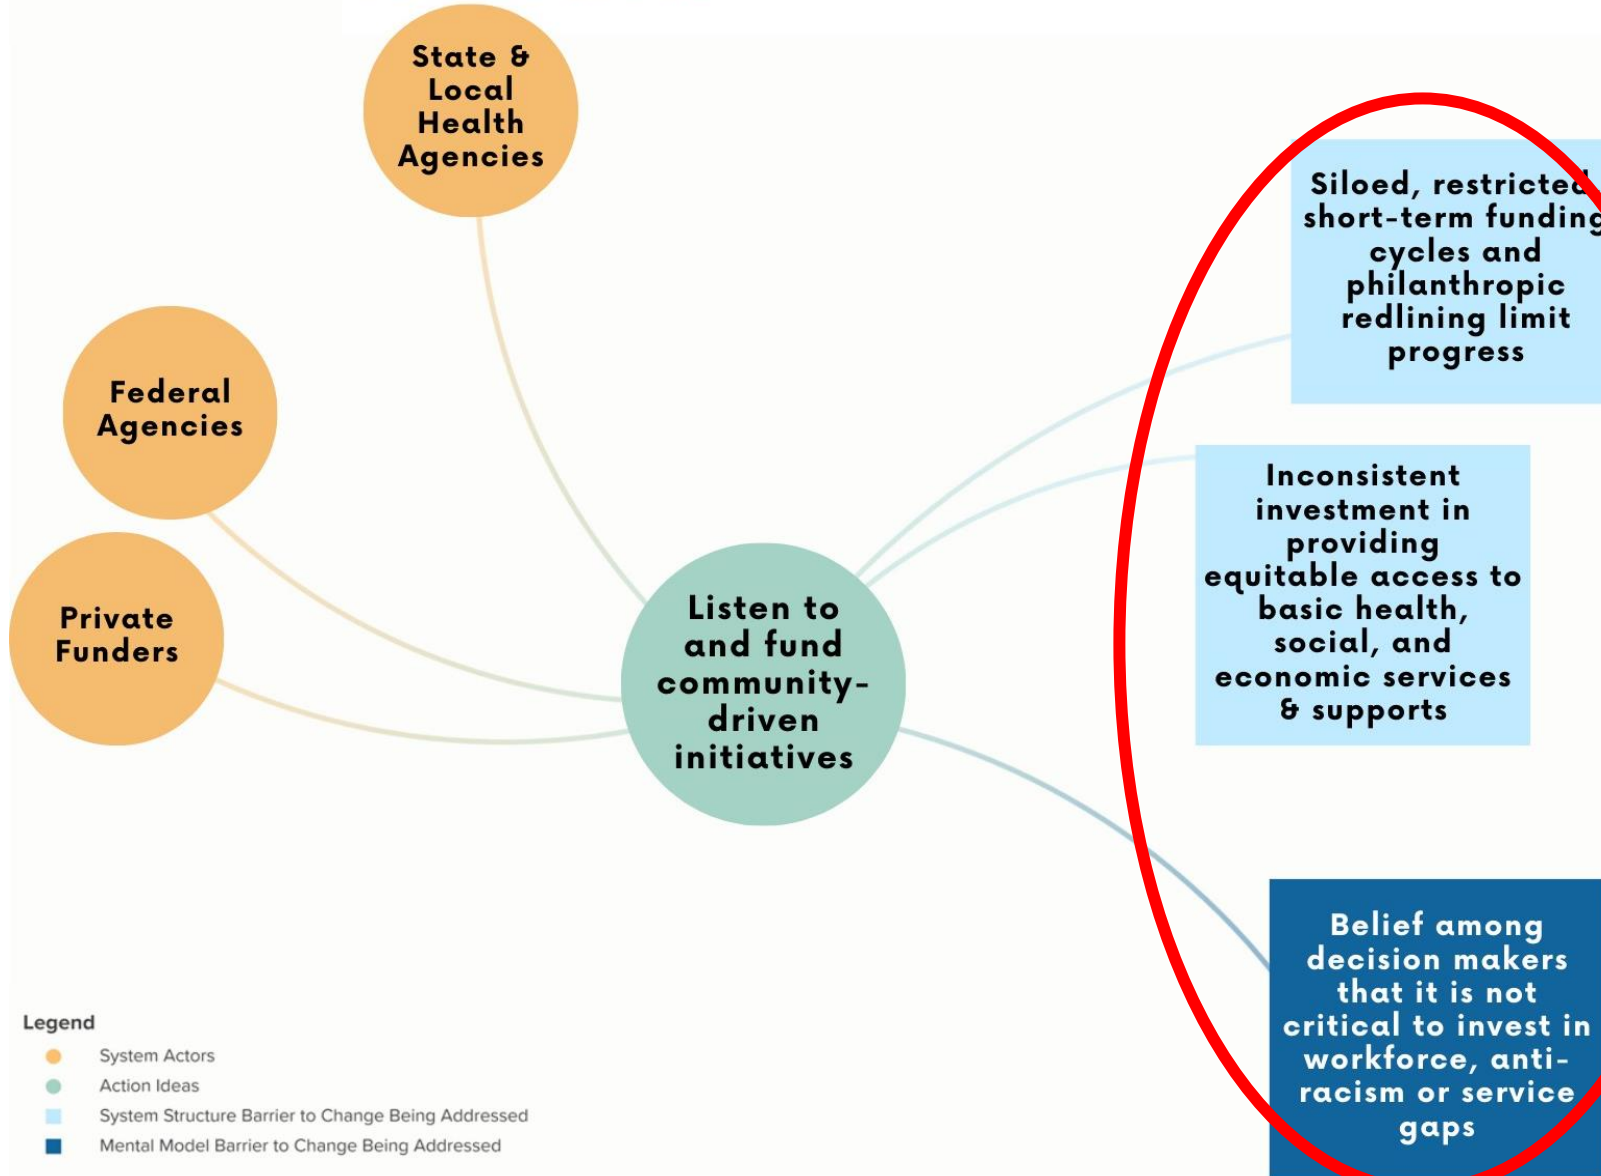 State &
Local
Health
Agencies
Federal
Agencies
Private
Funders
Listen to
and fund
community-
driven
initiatives
Siloed, restricted
short-term funding
cycles and
philanthropic
redlining limit
progress
Inconsistent
investment in
providing
equitable access to
basic health,
social, and
economic services
& supports
Belief among
decision makers
that it is not
critical to invest in
workforce, anti-
racism or service
gaps
Legend
System Actors
Action Ideas
System Structure Barrier to Change Being Addressed
Mental Model Barrier to Change Being Addressed